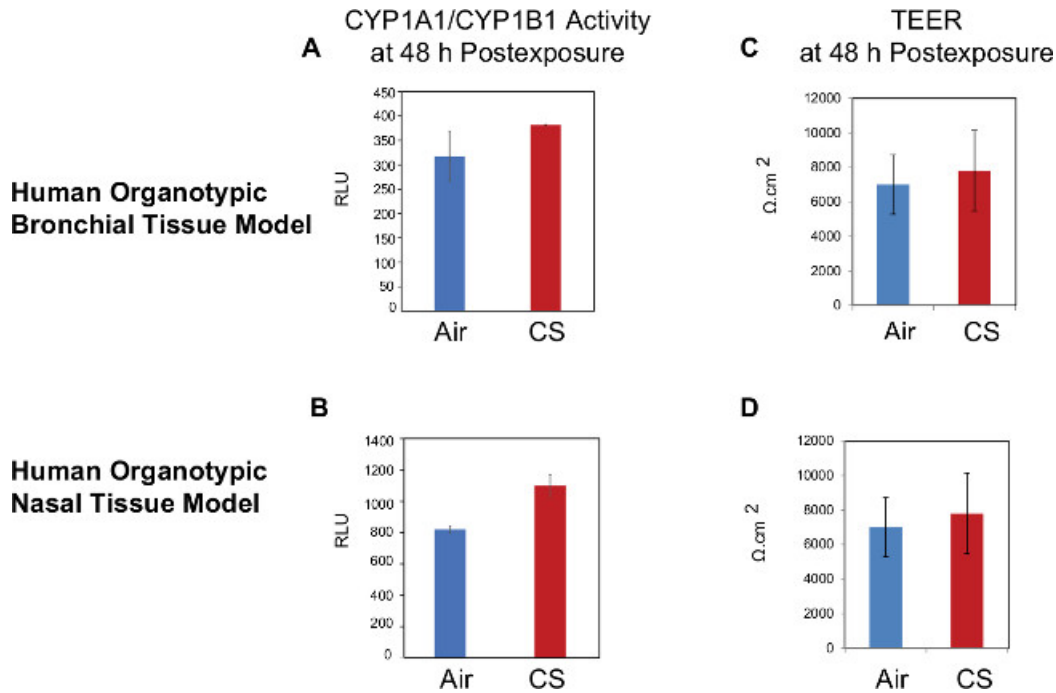 CYP1A1/CYP1B1 Activity
at 48 h Postexposure
TEER
at 48 h Postexposure
Human Organotypic
Bronchial Tissue Model
A
RLU
450
400
350
300
250
200
150
100
50
0
Air CS
C
Ω.cm 2
12000
10000
8000
6000
4000
2000
0
Air CS
Human Organotypic
Nasal Tissue Model
B
RLU
1400
1200
1000
800
600
400
200
0
Air CS
D
Ω.cm 2
12000
10000
8000
6000
4000
2000
0
Air CS